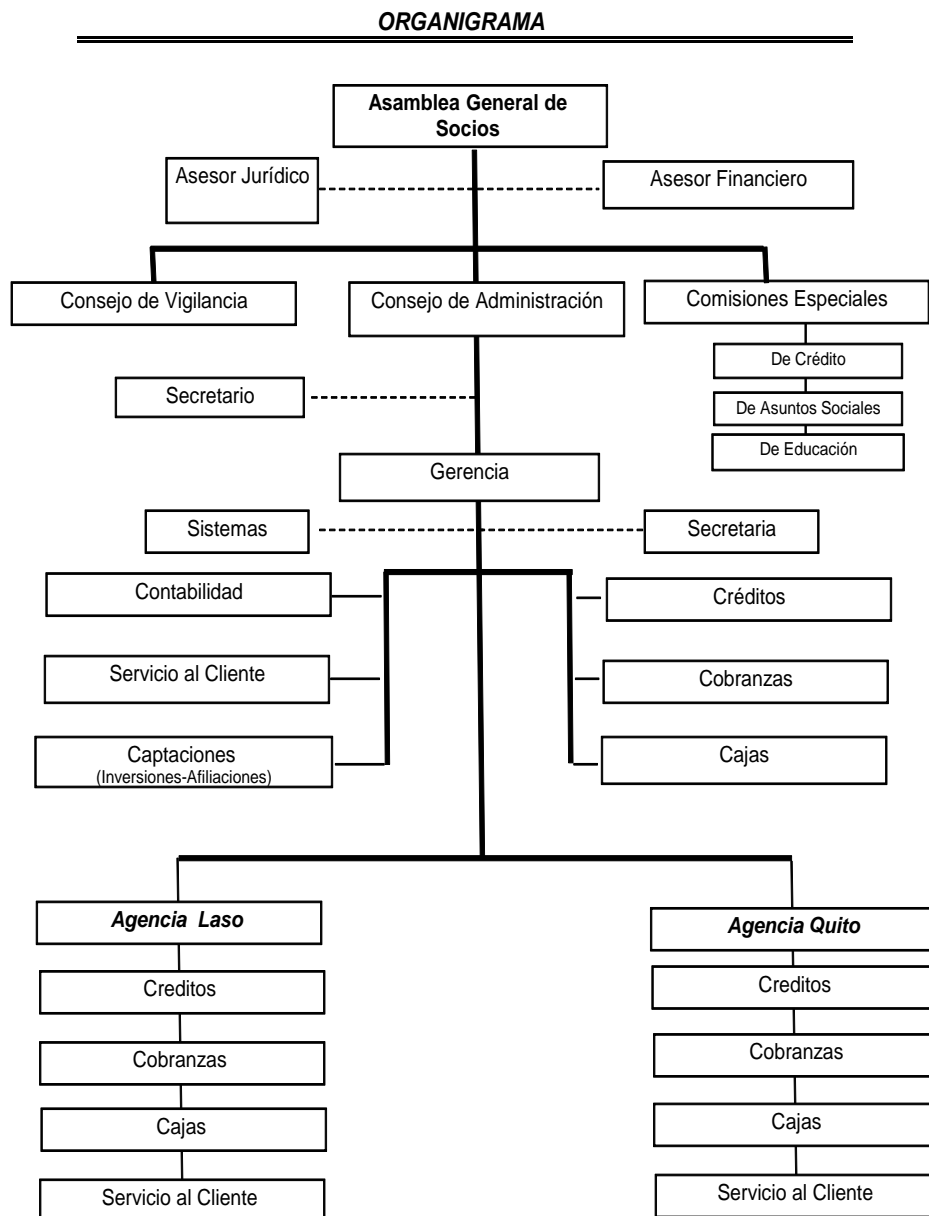 ORGANIGRAMA
Asamblea General de
Socios
Asesor Jurídico
Asesor Financiero
Consejo de Vigilancia
Consejo de Administración
Comisiones Especiales
De Crédito
De Asuntos Sociales
De Educación
Secretario
Gerencia
Sistemas
Secretaria
Contabilidad
Créditos
Servicio al Cliente
Cobranzas
Captaciones
(Inversiones-Afiliaciones)
Cajas
Agencia Laso
Creditos
Cobranzas
Cajas
Servicio al Cliente
Agencia Quito
Creditos
Cobranzas
Cajas
Servicio al Cliente